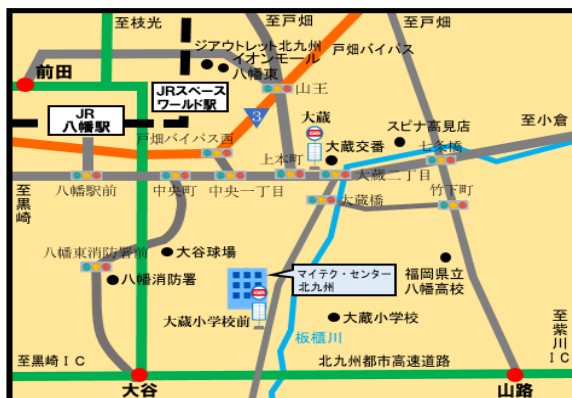 至枝光
至戸畑
至戸畑
ジアウトレット北九州
戸畑バイパス
イオンモール
八幡東
前田
JRスペース
ワールド駅
山王
JR
八幡駅
3
大蔵
スピナ高見店
至小倉
戸畑バイパス西
大蔵交番
七条橋
上本町
至黒崎
八幡駅前
中央町
中央一丁目
大蔵二丁目
竹下町
大蔵橋
八幡東消防署前
大谷球場
八幡消防署
マイテク・センター
北九州
福岡県立
八幡高校
大蔵小学校前
大蔵小学校
板櫃川
至紫川IC
至黒崎IC
北九州都市高速道路
大谷
山路